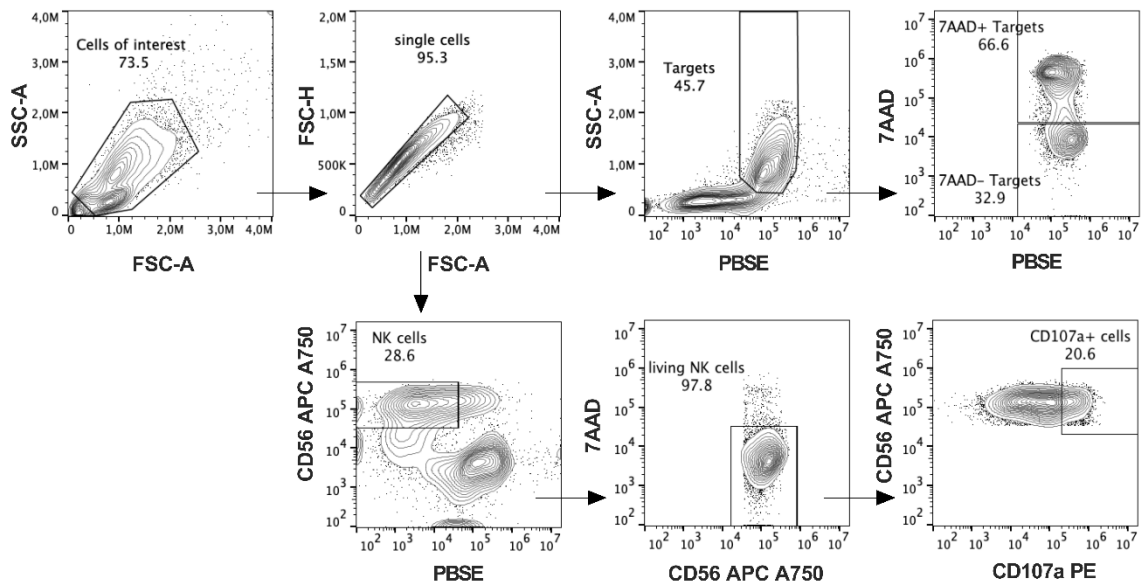 4,0M
3,0M
2,0M
1,0M
0
SSC-A
Cells of interest
73.5
0 1,0M 2,0M 3,0M 4,0M
FSC-A
2,0M
1,5M
1,0M
500K
0
FSC-H
single cells
95.3
0 1,0M 2,0M 3,0M 4,0M
FSC-A
4,0M
3,0M
2,0M
1,0M
0
SSC-A
Targets
45.7
10² 10³ 10⁴ 10⁵ 10⁶ 10⁷
PBSE
10⁷
10⁶
10⁵
10⁴
10³
10²
7AAD
7AAD+ Targets
66.6
7AAD− Targets
32.9
10² 10³ 10⁴ 10⁵ 10⁶ 10⁷
PBSE
10⁷
10⁶
10⁵
10⁴
10³
10²
CD56 APC A750
NK cells
28.6
10² 10³ 10⁴ 10⁵ 10⁶ 10⁷
PBSE
10⁷
10⁶
10⁵
10⁴
10³
10²
7AAD
living NK cells
97.8
10² 10³ 10⁴ 10⁵ 10⁶ 10⁷
CD56 APC A750
10⁷
10⁶
10⁵
10⁴
10³
10²
CD56 APC A750
CD107a+ cells
20.6
10² 10³ 10⁴ 10⁵ 10⁶ 10⁷
CD107a PE